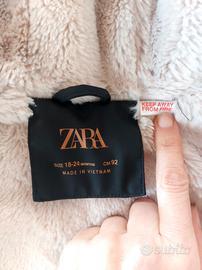 ZARA
SIZE 18-24 MONTHS CM 92
MADE IN VIETNAM
KEEP AWAY
FROM FIRE
subito